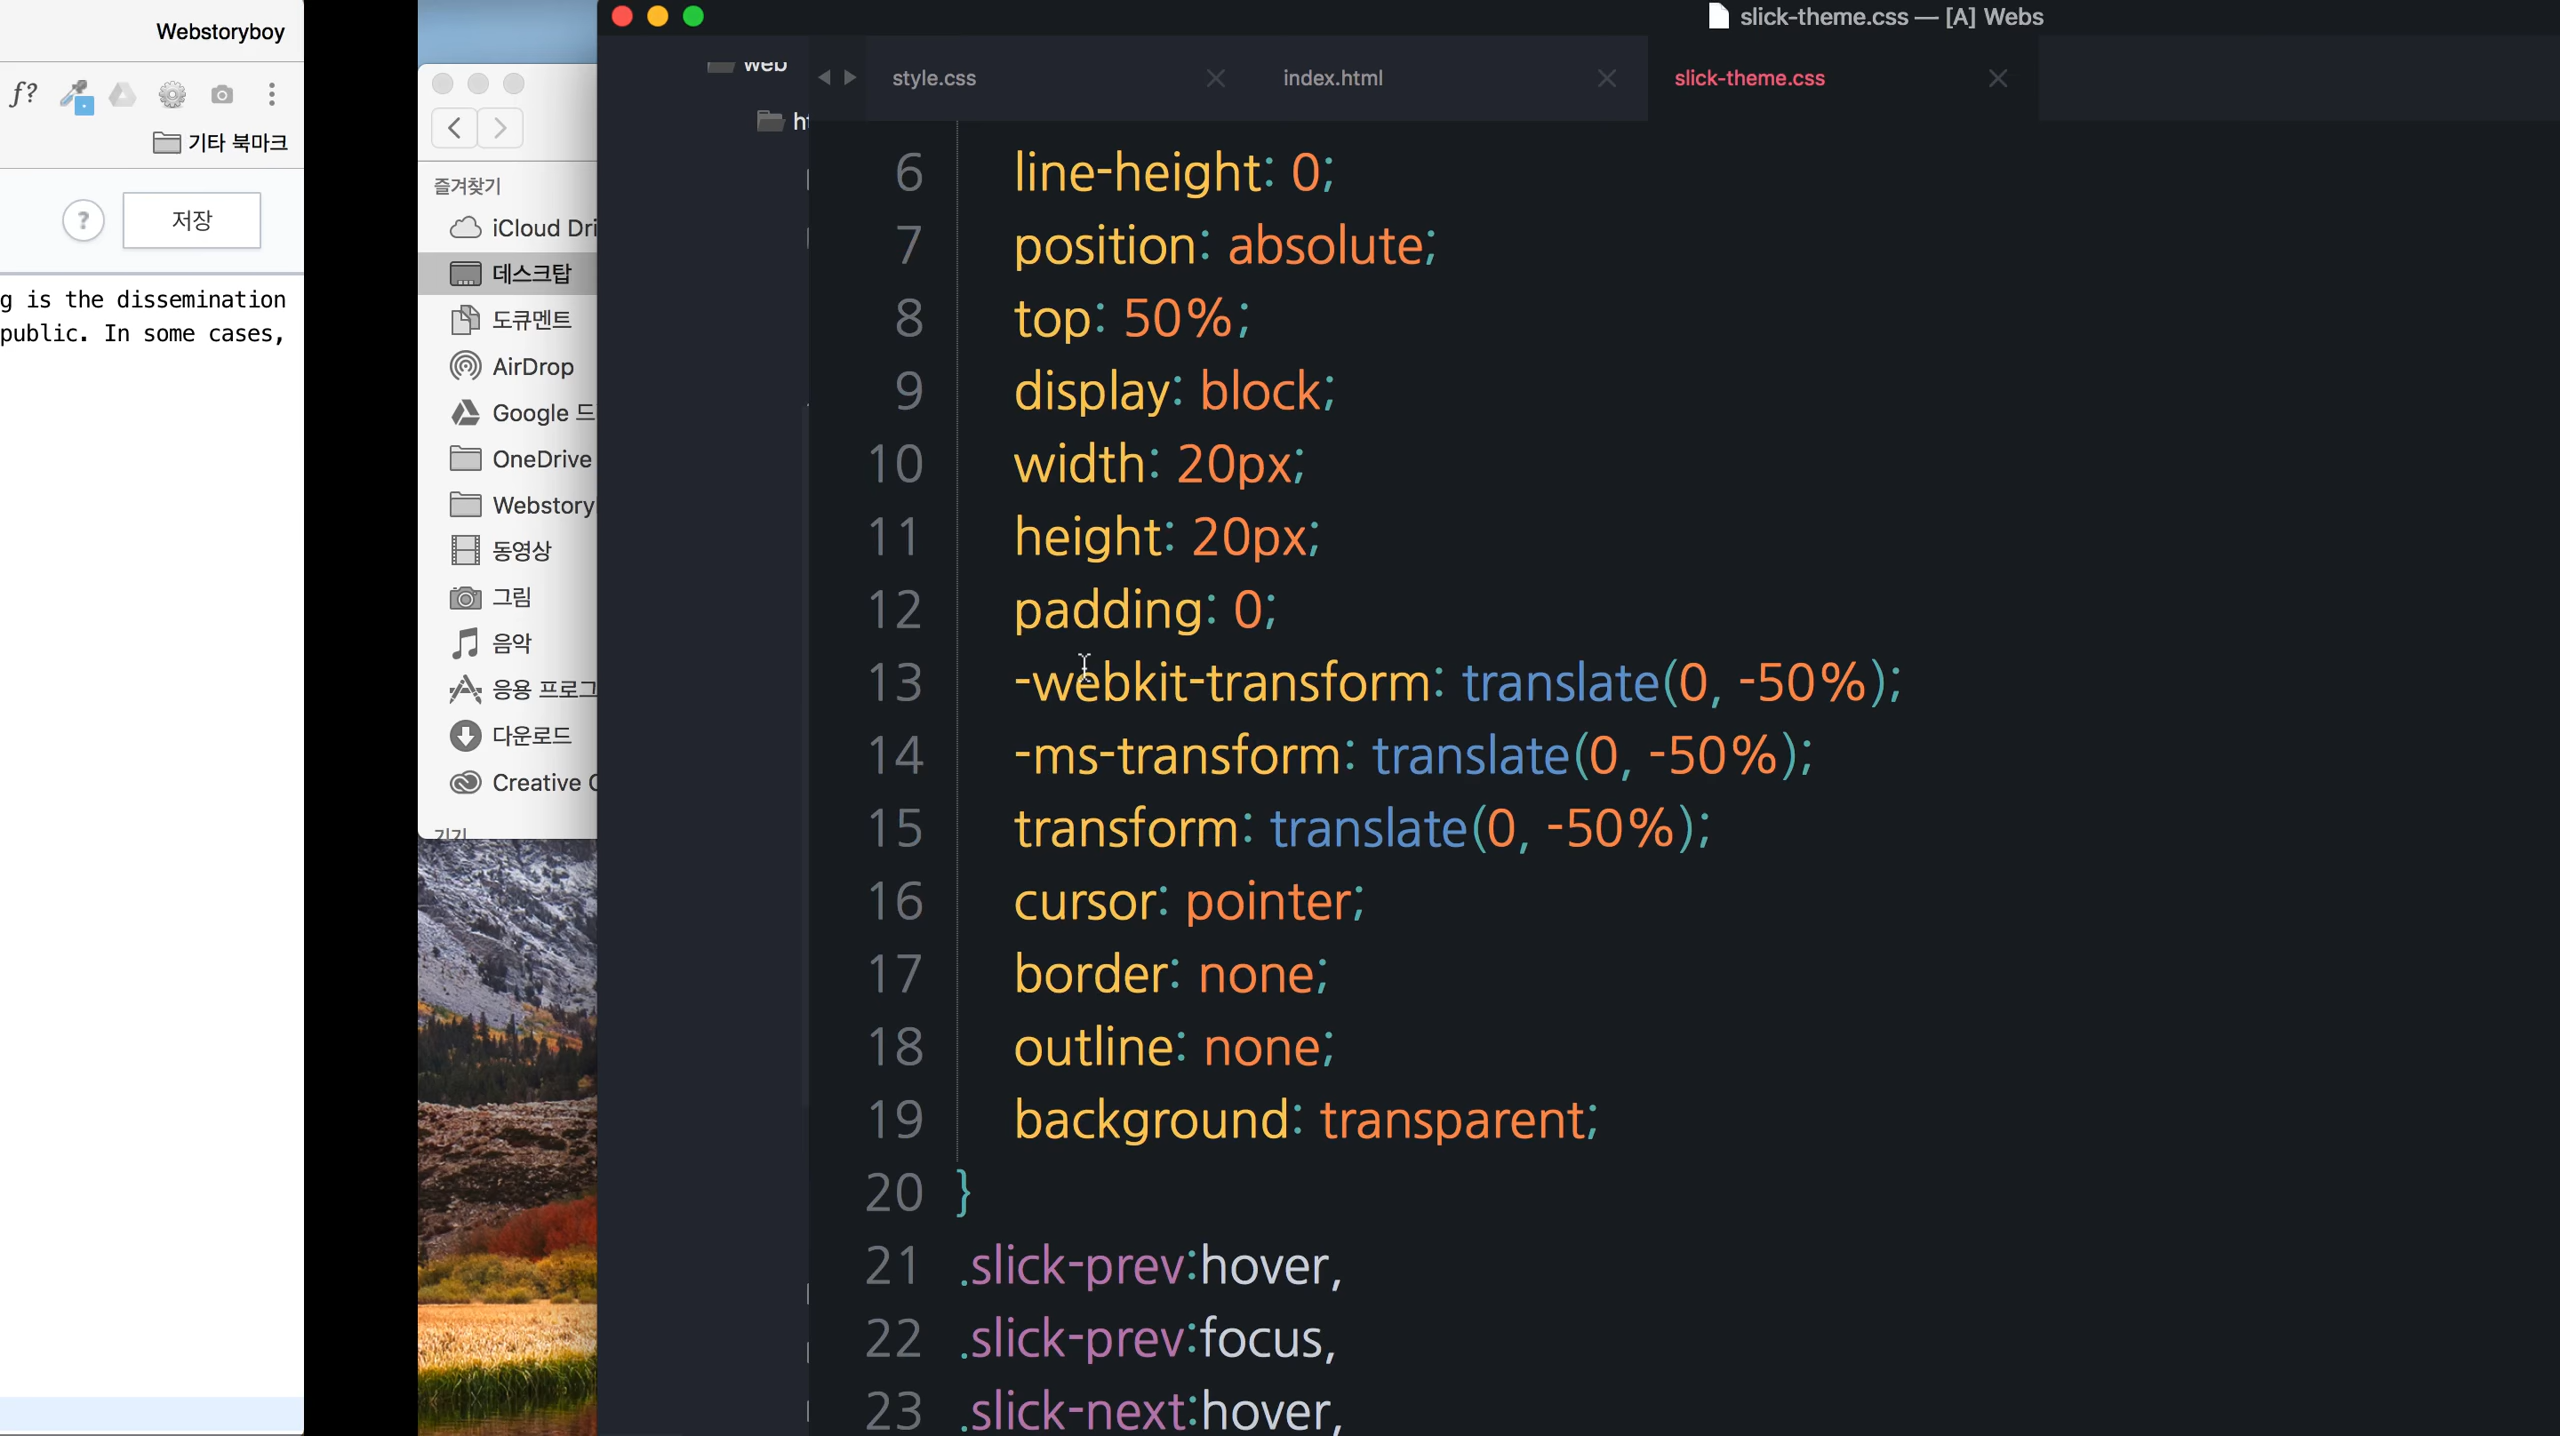 Webstoryboy
f?
기타 북마크
?
저장
g is the dissemination
public. In some cases,
즐겨찾기
iCloud Dri
데스크탑
도큐멘트
AirDrop
Google 드
OneDrive
Webstory
동영상
그림
음악
응용 프로그
다운로드
Creative C
slick-theme.css — [A] Webs
web
style.css
index.html
slick-theme.css
6 line-height: 0;
7 position: absolute;
8 top: 50%;
9 display: block;
10 width: 20px;
11 height: 20px;
12 padding: 0;
13 -webkit-transform: translate(0, -50%);
14 -ms-transform: translate(0, -50%);
15 transform: translate(0, -50%);
16 cursor: pointer;
17 border: none;
18 outline: none;
19 background: transparent;
20 }
21 .slick-prev:hover,
22 .slick-prev:focus,
23 .slick-next:hover,